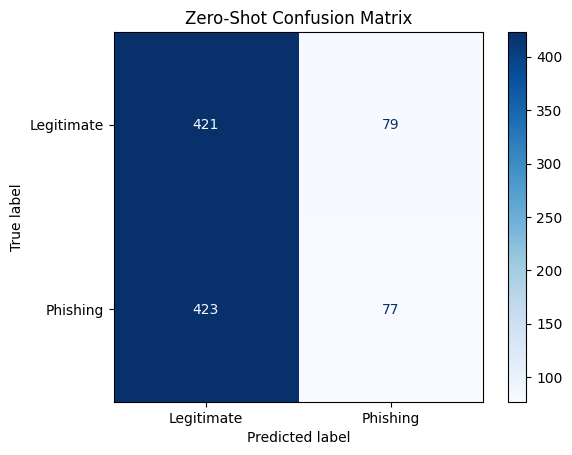 Zero-Shot Confusion Matrix
True label
Legitimate
421
79
Phishing
423
77
Legitimate
Phishing
Predicted label
400
350
300
250
200
150
100